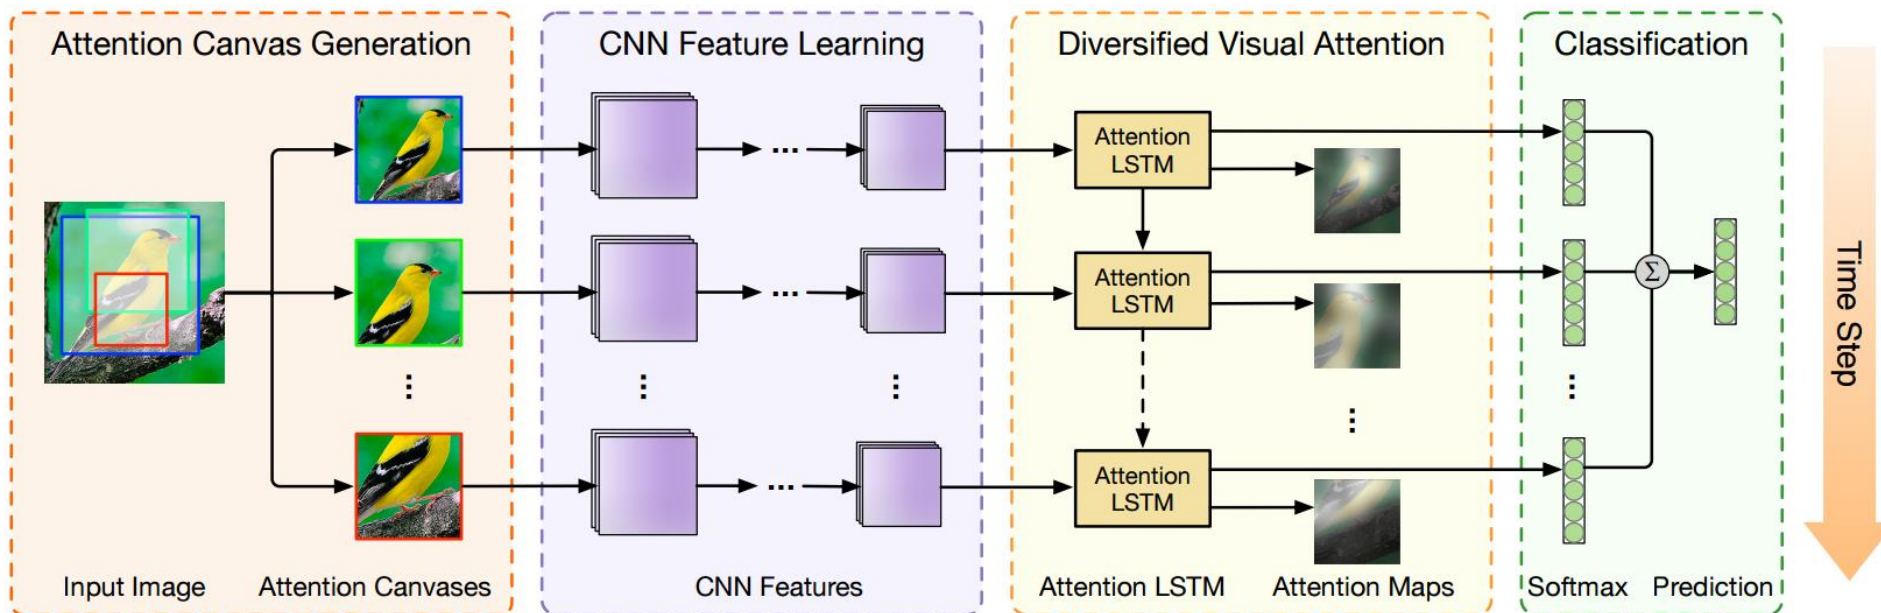 Attention Canvas Generation
CNN Feature Learning
Diversified Visual Attention
Classification
Attention
LSTM
Attention
LSTM
Attention
LSTM
...
...
...
...
...
...
...
...
Σ
Time Step
Input Image
Attention Canvases
CNN Features
Attention LSTM
Attention Maps
Softmax
Prediction